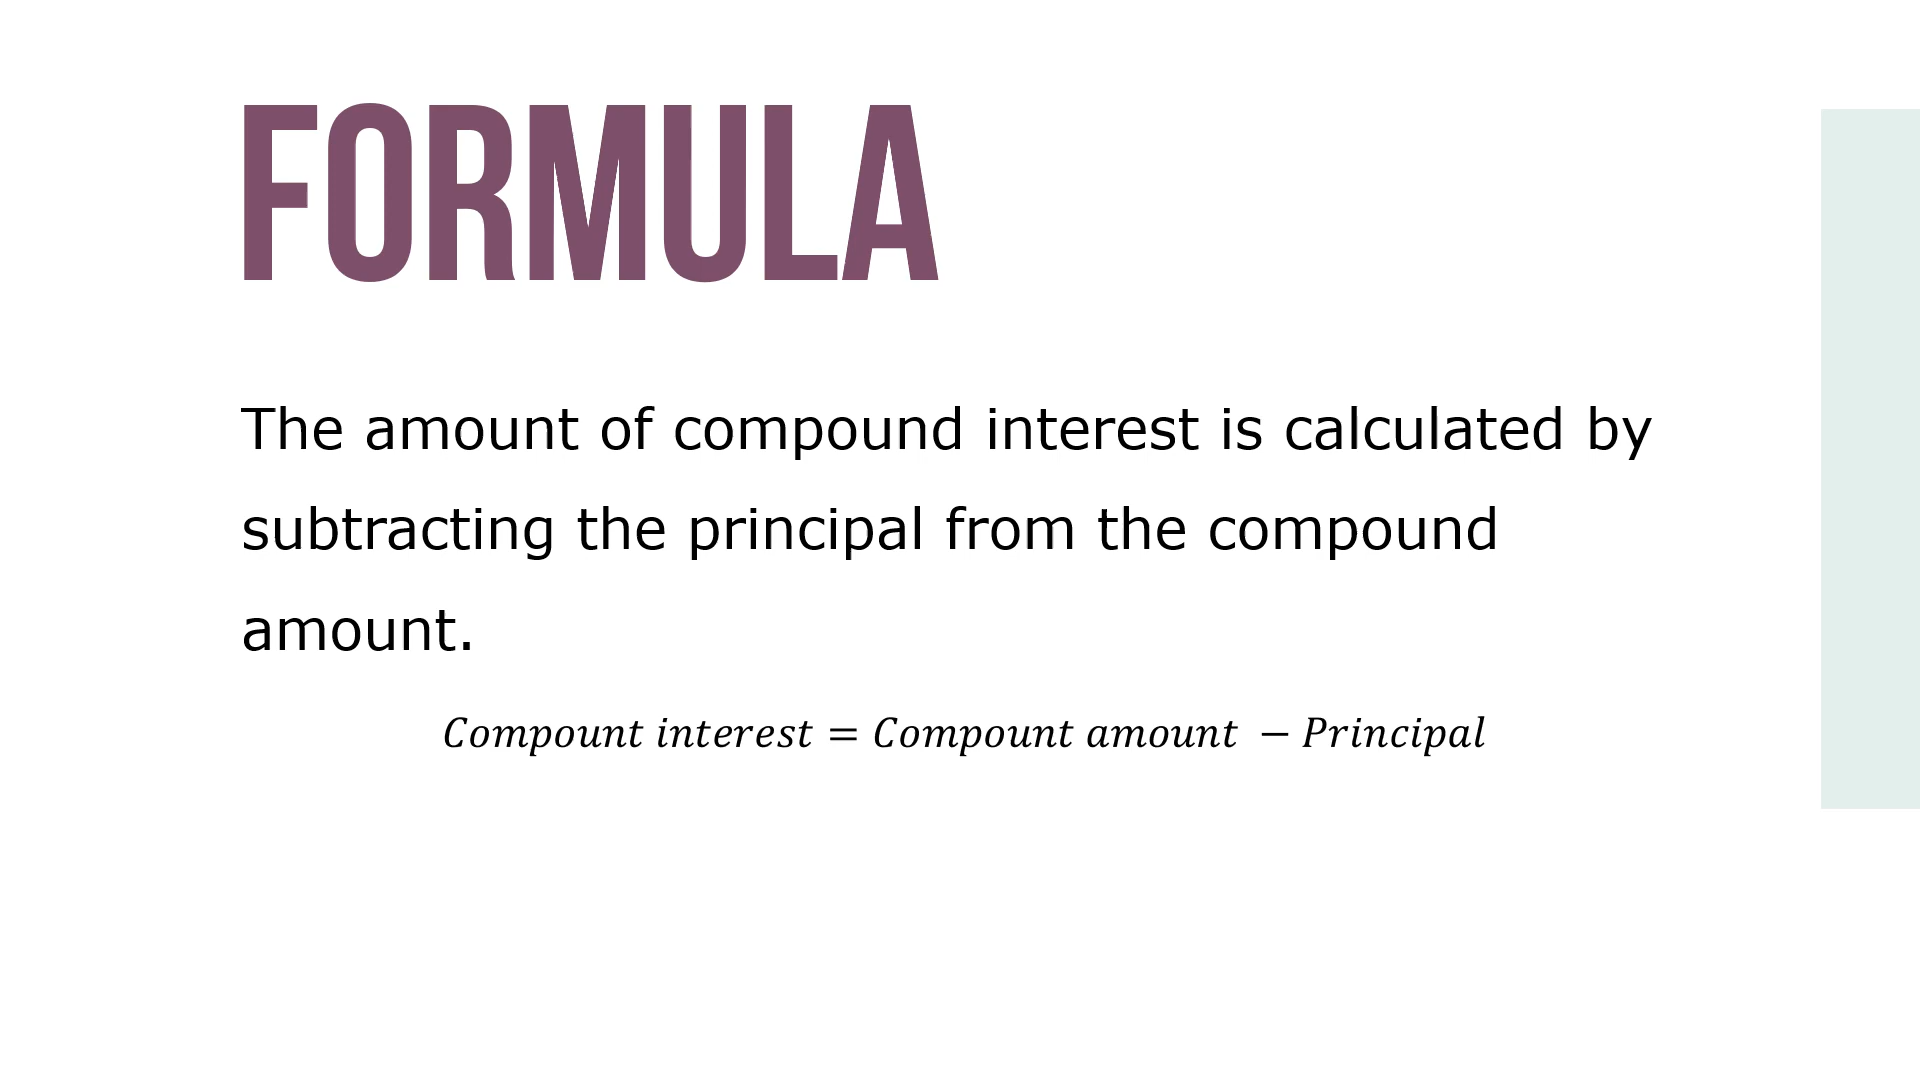 FORMULA
The amount of compound interest is calculated by
subtracting the principal from the compound
amount.
Compount interest = Compount amount − Principal